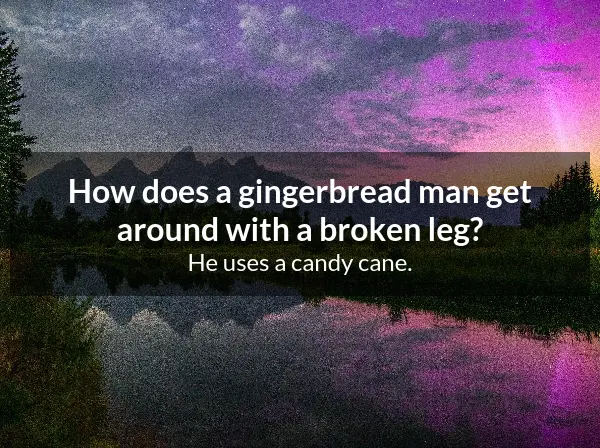 How does a gingerbread man get
around with a broken leg?
He uses a candy cane.